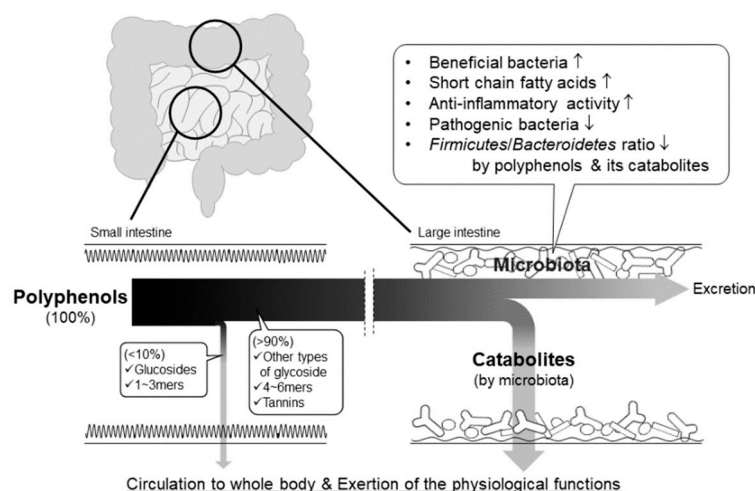 • Beneficial bacteria ↑
• Short chain fatty acids ↑
• Anti-inflammatory activity ↑
• Pathogenic bacteria ↓
• Firmicutes/Bacteroidetes ratio ↓
by polyphenols & its catabolites
Small intestine
Large intestine
Microbiota
Polyphenols
(100%)
Excretion
(<10%)
✓Glucosides
✓1~3mers
(>90%)
✓Other types
of glycoside
✓4~6mers
✓Tannins
Catabolites
(by microbiota)
Circulation to whole body & Exertion of the physiological functions